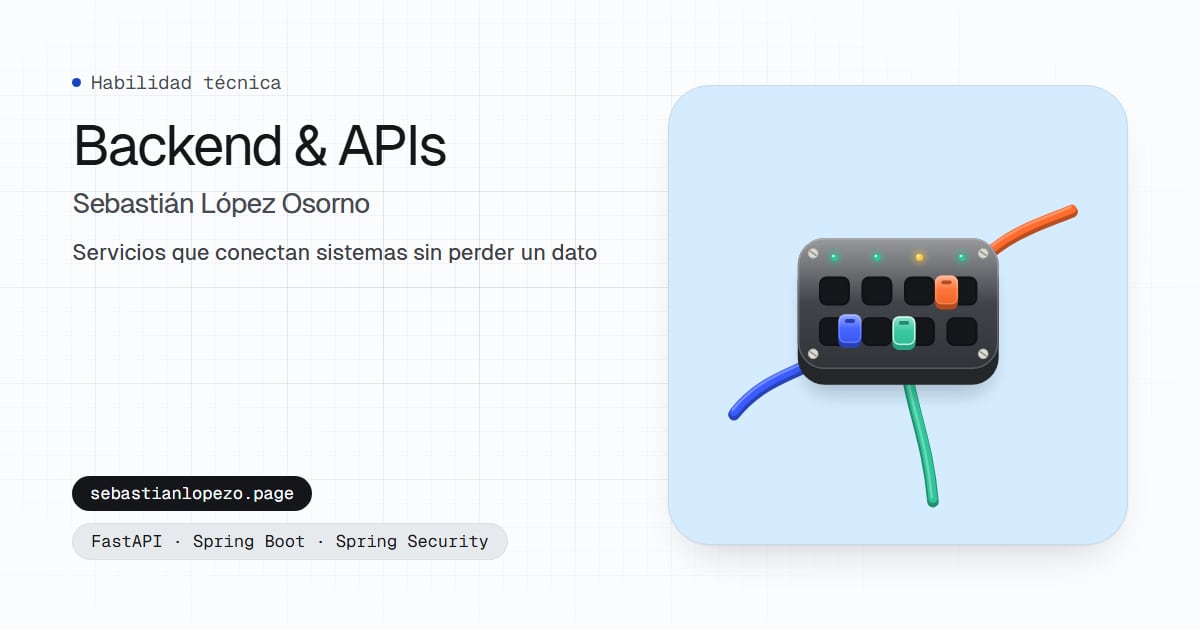 Habilidad técnica
Backend & APIs
Sebastián López Osorno
Servicios que conectan sistemas sin perder un dato
sebastianlopezo.page
FastAPI · Spring Boot · Spring Security